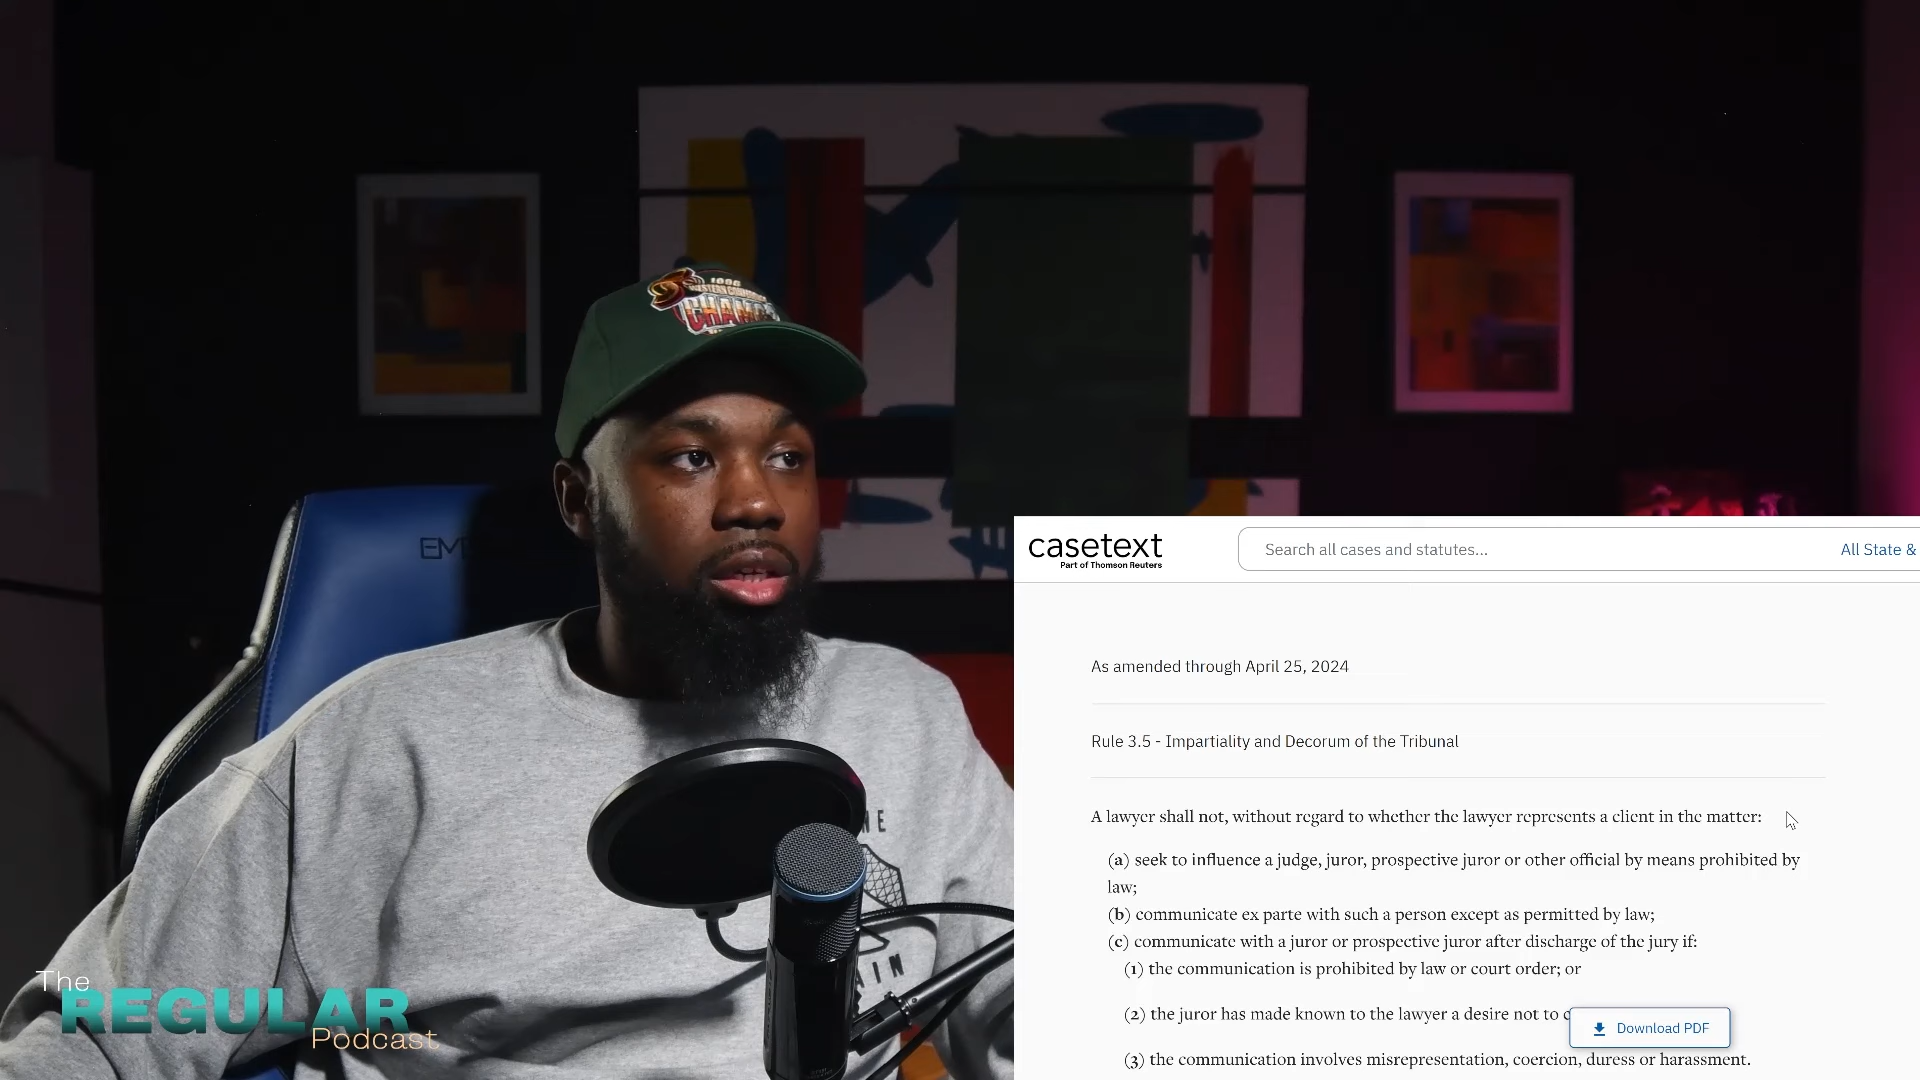 1996
WESTERN CONFERENCE
CHAMPS
EM
casetext
Part of Thomson Reuters
Search all cases and statutes...
All State &
As amended through April 25, 2024
Rule 3.5 - Impartiality and Decorum of the Tribunal
A lawyer shall not, without regard to whether the lawyer represents a client in the matter:
(a) seek to influence a judge, juror, prospective juror or other official by means prohibited by
law;
(b) communicate ex parte with such a person except as permitted by law;
(c) communicate with a juror or prospective juror after discharge of the jury if:
(1) the communication is prohibited by law or court order; or
(2) the juror has made known to the lawyer a desire not to c
Download PDF
(3) the communication involves misrepresentation, coercion, duress or harassment.
The
REGULAR
Podcast